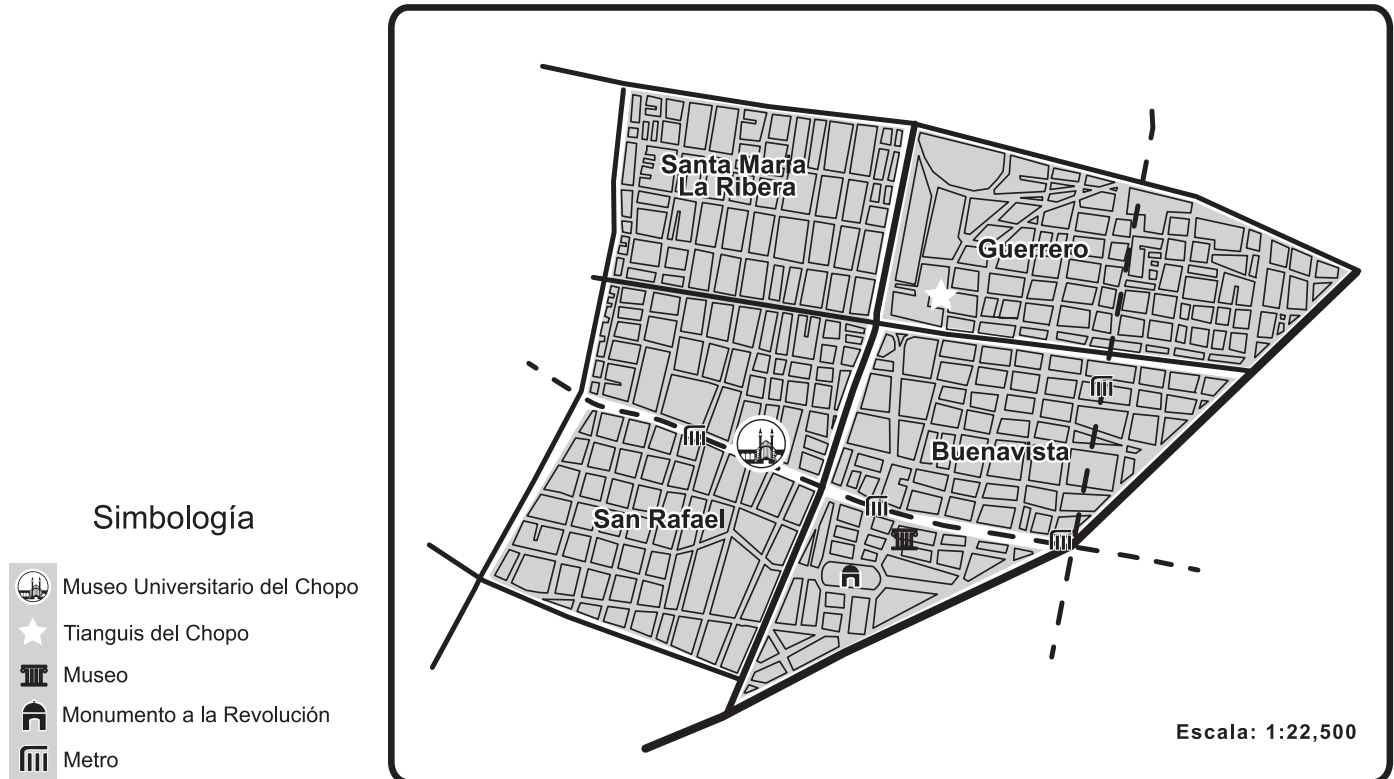 Santa María
La Ribera
Guerrero
Buenavista
San Rafael
Simbología
Museo Universitario del Chopo
Tianguis del Chopo
Museo
Monumento a la Revolución
Metro
Escala: 1:22,500